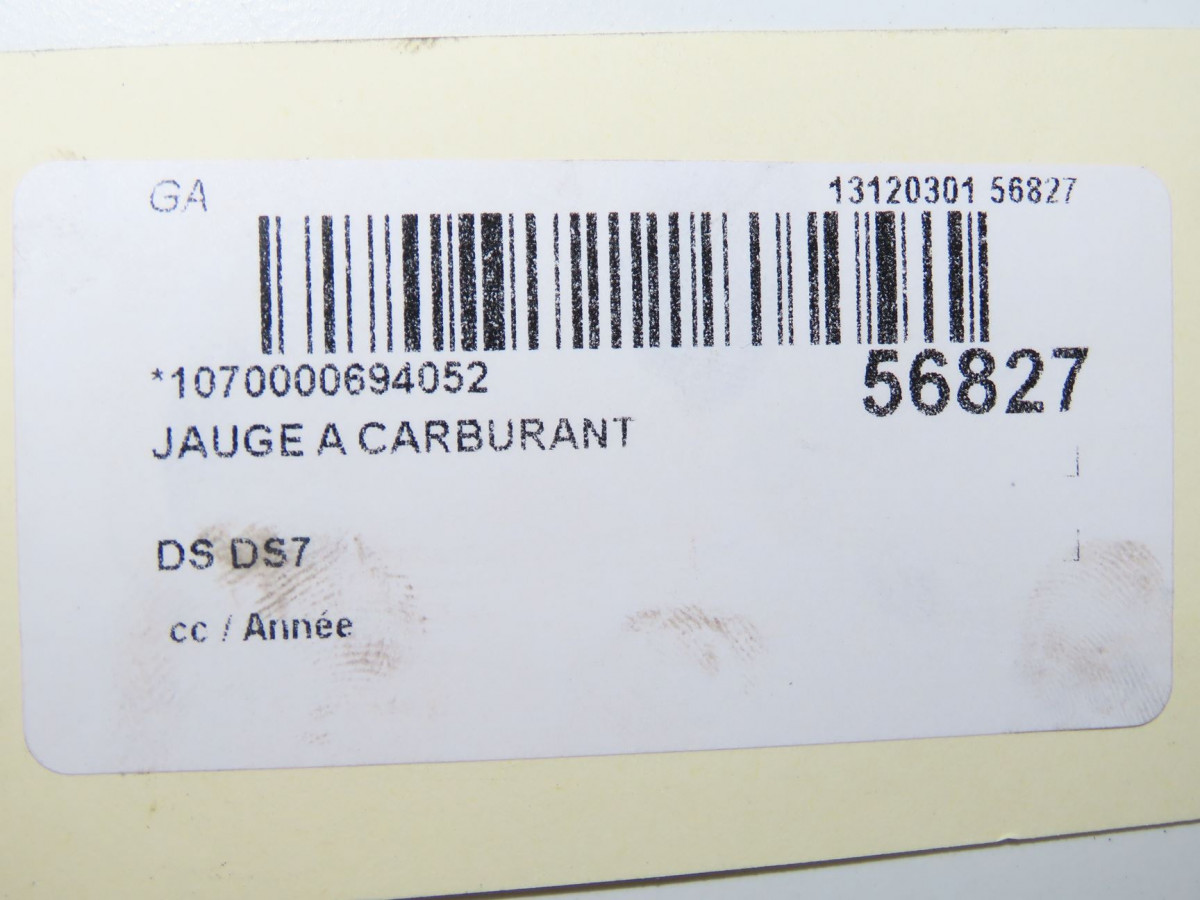 GA
13120301 56827
*1070000694052
56827
JAUGE A CARBURANT
DS DS7
cc / Année